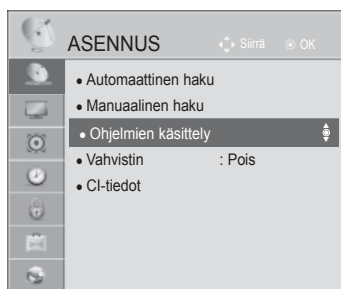 ASENNUS Siirrä OK
• Automaattinen haku
• Manuaalinen haku
• Ohjelmien käsittely
• Vahvistin : Pois
• CI-tiedot